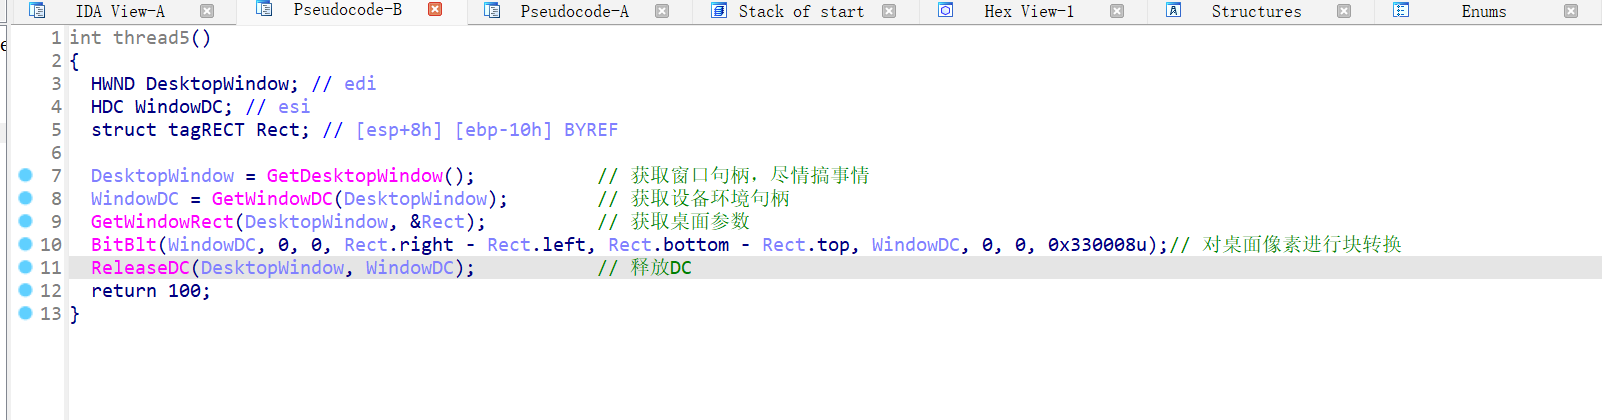 IDA View-A Pseudocode-B Pseudocode-A Stack of start Hex View-1 Structures Enums
1 int thread5()
2 {
3 HWND DesktopWindow; // edi
4 HDC WindowDC; // esi
5 struct tagRECT Rect; // [esp+8h] [ebp-10h] BYREF
6
7 DesktopWindow = GetDesktopWindow(); // 获取窗口句柄，尽情搞事情
8 WindowDC = GetWindowDC(DesktopWindow); // 获取设备环境句柄
9 GetWindowRect(DesktopWindow, &Rect); // 获取桌面参数
10 BitBlt(WindowDC, 0, 0, Rect.right - Rect.left, Rect.bottom - Rect.top, WindowDC, 0, 0, 0x330008u);// 对桌面像素进行块转换
11 ReleaseDC(DesktopWindow, WindowDC); // 释放DC
12 return 100;
13 }